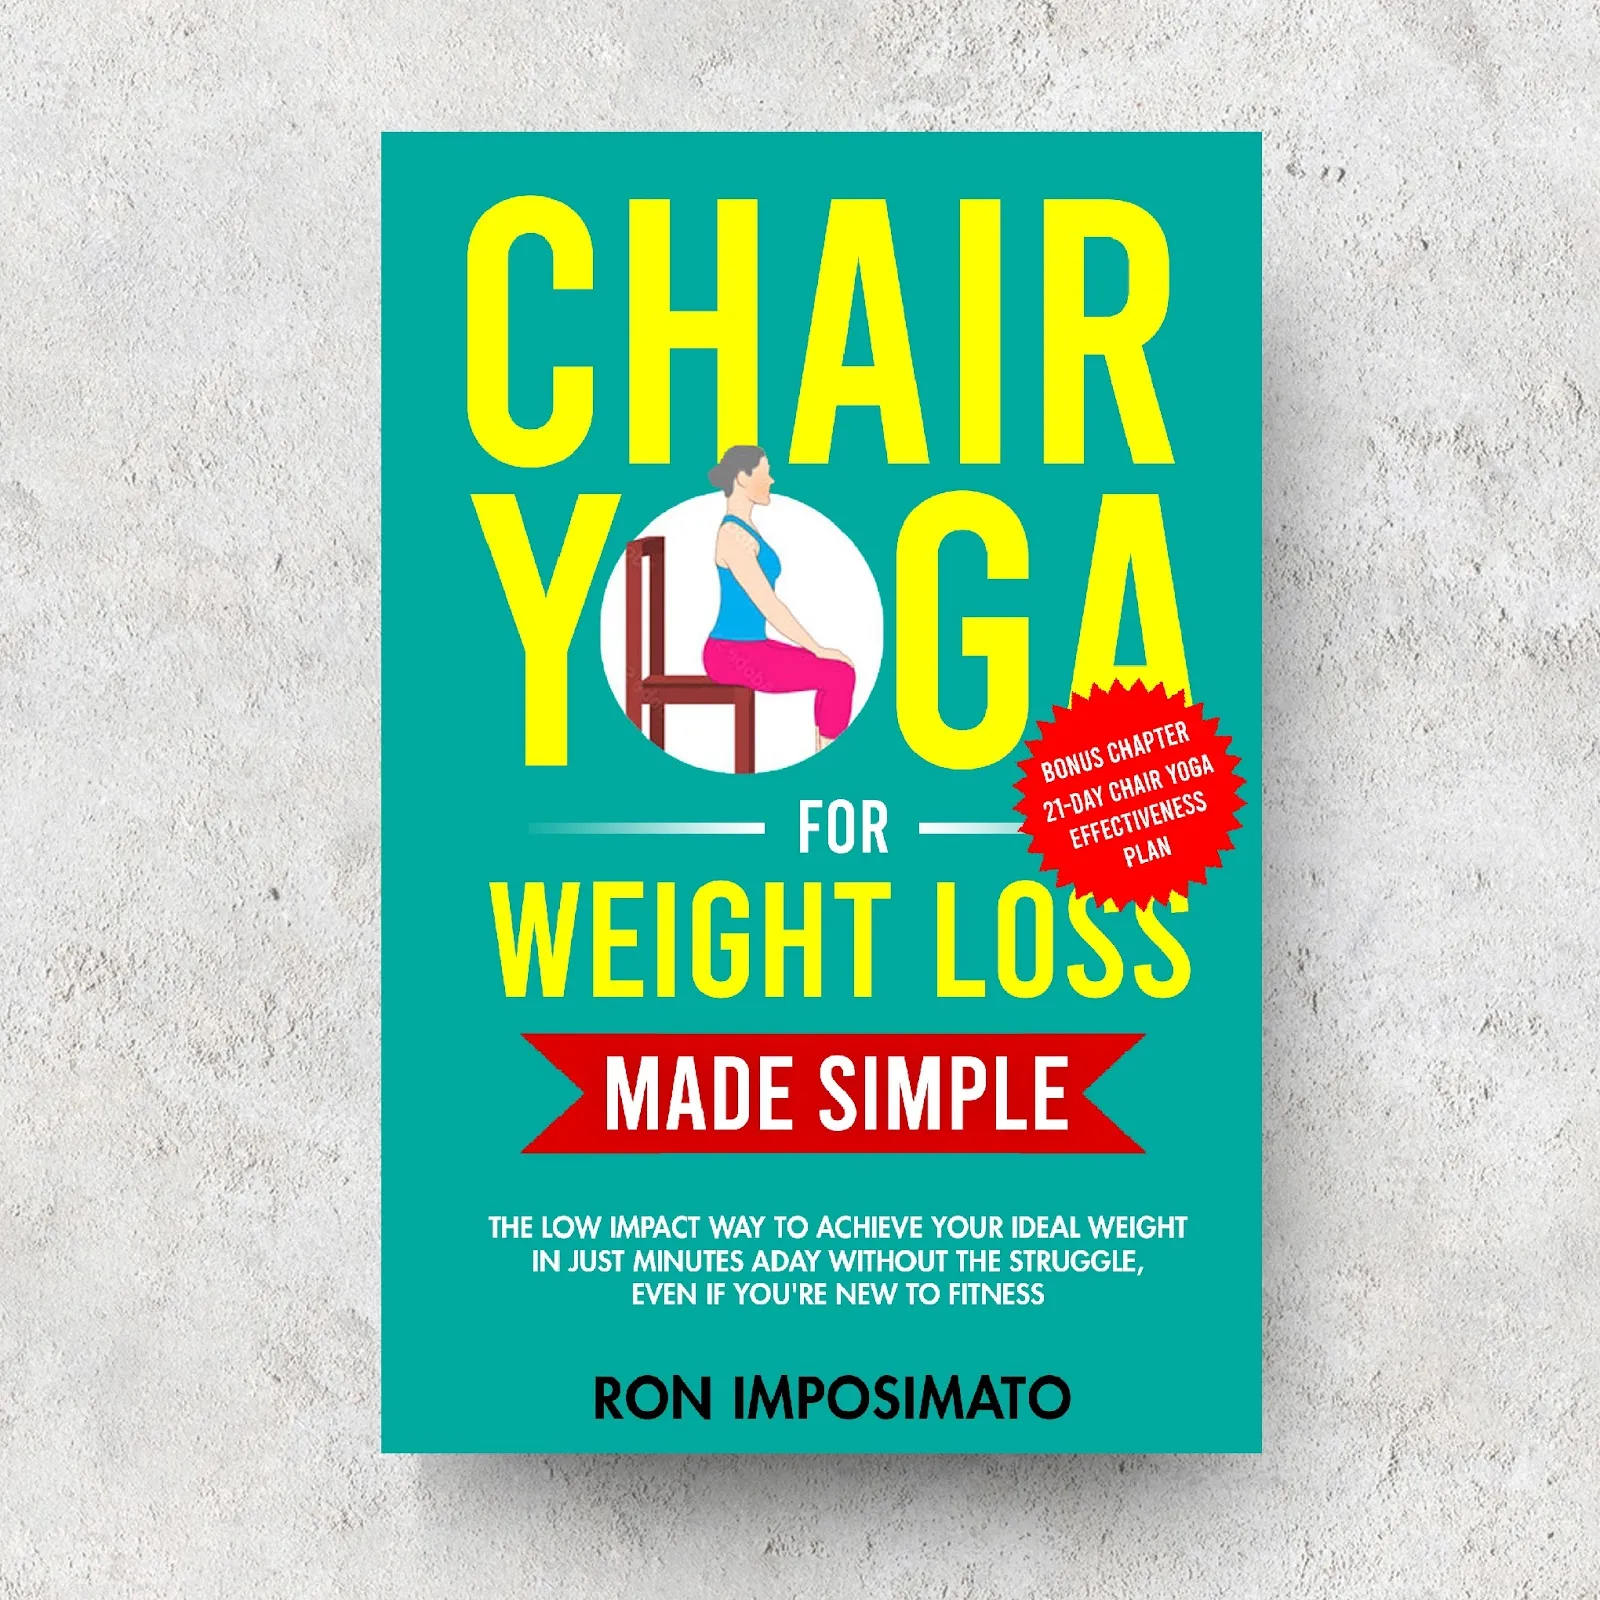 CHAIR
YOGA
BONUS CHAPTER
21-DAY CHAIR YOGA
EFFECTIVENESS
PLAN
FOR
WEIGHT LOSS
MADE SIMPLE
THE LOW IMPACT WAY TO ACHIEVE YOUR IDEAL WEIGHT
IN JUST MINUTES ADAY WITHOUT THE STRUGGLE,
EVEN IF YOU'RE NEW TO FITNESS
RON IMPOSIMATO